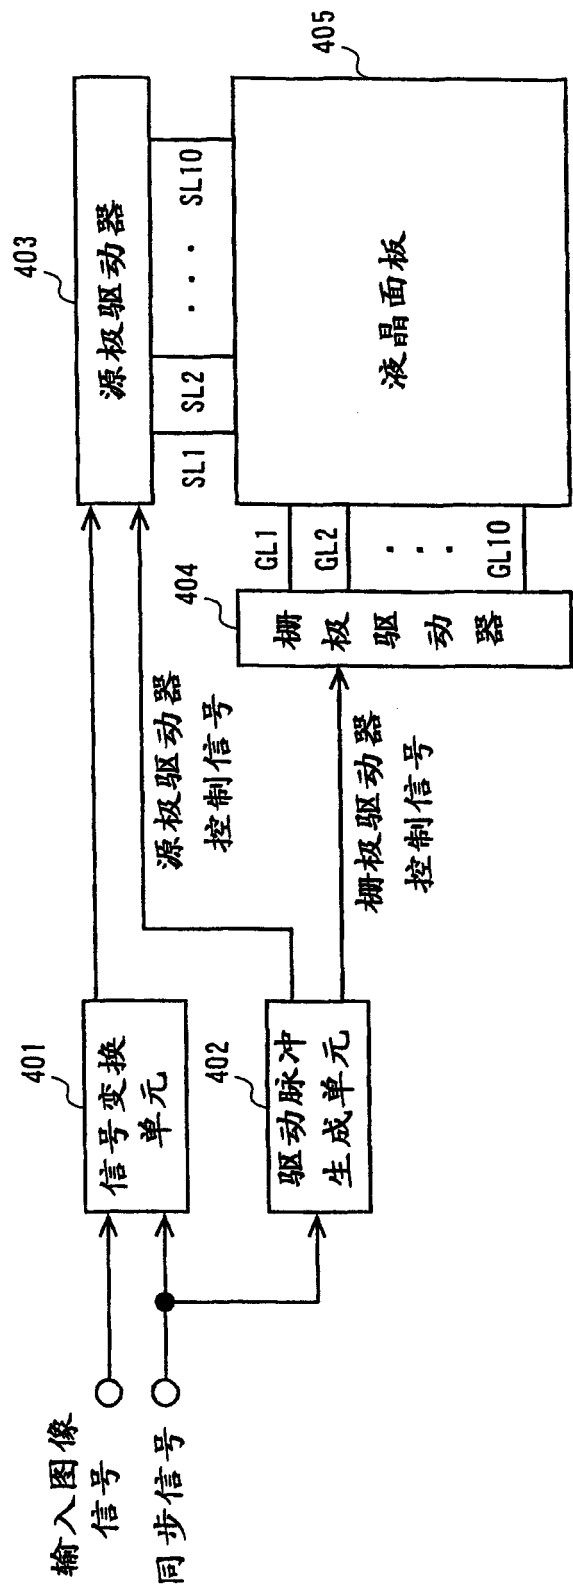 输入图像
信号
同步信号
401
信号变换
单元
402
驱动脉冲
生成单元
源极驱动器
控制信号
栅极驱动器
控制信号
403
源极驱动器
404
栅极驱动器
SL1
SL2
· · ·
SL10
GL1
GL2
· · ·
GL10
405
液晶面板